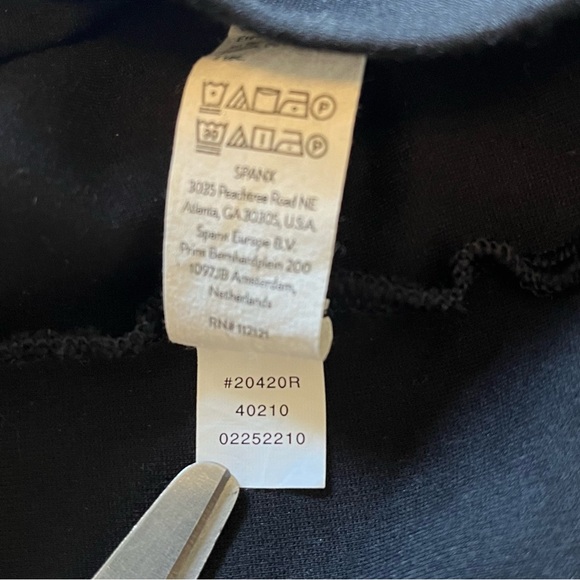 SPANX
3035 Peachtree Road NE
Atlanta, GA 30305, U.S.A.
Spanx Europe B.V.
Prins Bernhardplein 200
1097JB Amsterdam,
Netherlands
RN# 112321
#20420R
40210
02252210